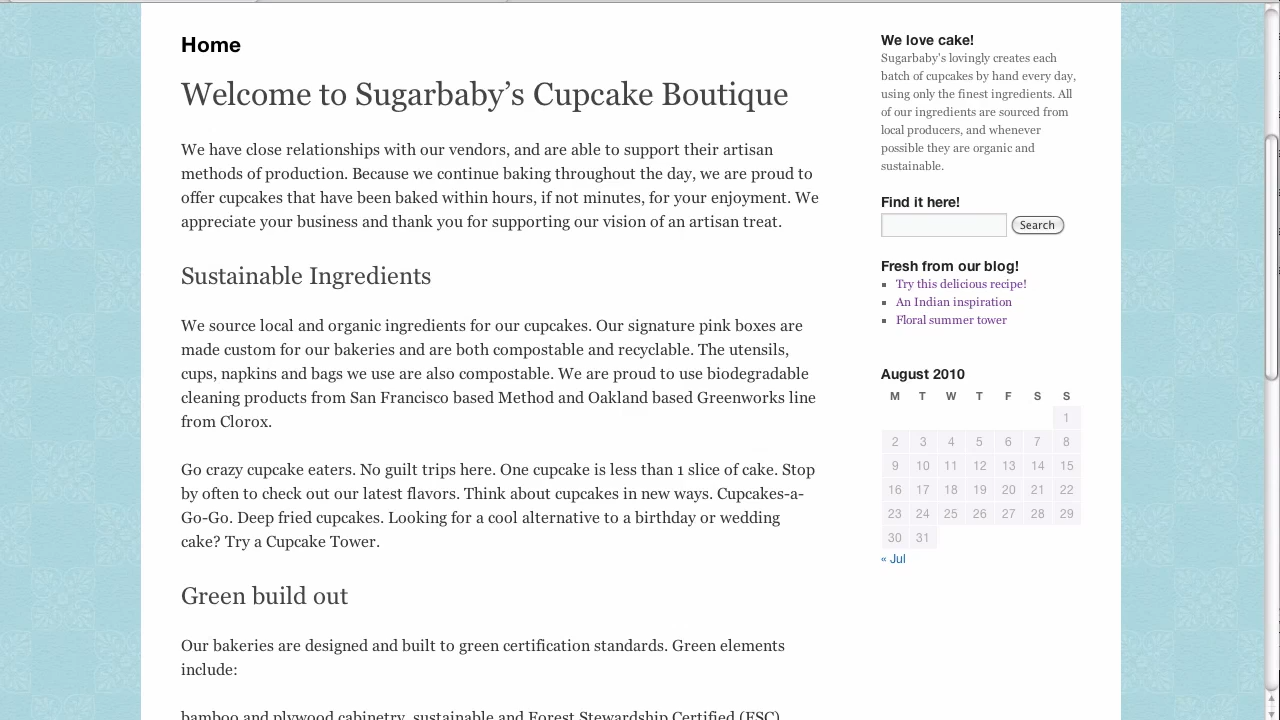 Home
Welcome to Sugarbaby’s Cupcake Boutique
We have close relationships with our vendors, and are able to support their artisan
methods of production. Because we continue baking throughout the day, we are proud to
offer cupcakes that have been baked within hours, if not minutes, for your enjoyment. We
appreciate your business and thank you for supporting our vision of an artisan treat.
Sustainable Ingredients
We source local and organic ingredients for our cupcakes. Our signature pink boxes are
made custom for our bakeries and are both compostable and recyclable. The utensils,
cups, napkins and bags we use are also compostable. We are proud to use biodegradable
cleaning products from San Francisco based Method and Oakland based Greenworks line
from Clorox.
Go crazy cupcake eaters. No guilt trips here. One cupcake is less than 1 slice of cake. Stop
by often to check out our latest flavors. Think about cupcakes in new ways. Cupcakes-a-
Go-Go. Deep fried cupcakes. Looking for a cool alternative to a birthday or wedding
cake? Try a Cupcake Tower.
Green build out
Our bakeries are designed and built to green certification standards. Green elements
include:
bamboo and plywood cabinetry, sustainable and Forest Stewardship Certified (FSC)
We love cake!
Sugarbaby's lovingly creates each
batch of cupcakes by hand every day,
using only the finest ingredients. All
of our ingredients are sourced from
local producers, and whenever
possible they are organic and
sustainable.
Find it here!
Search
Fresh from our blog!
Try this delicious recipe!
An Indian inspiration
Floral summer tower
August 2010
M T W T F S S
1
2 3 4 5 6 7 8
9 10 11 12 13 14 15
16 17 18 19 20 21 22
23 24 25 26 27 28 29
30 31
« Jul